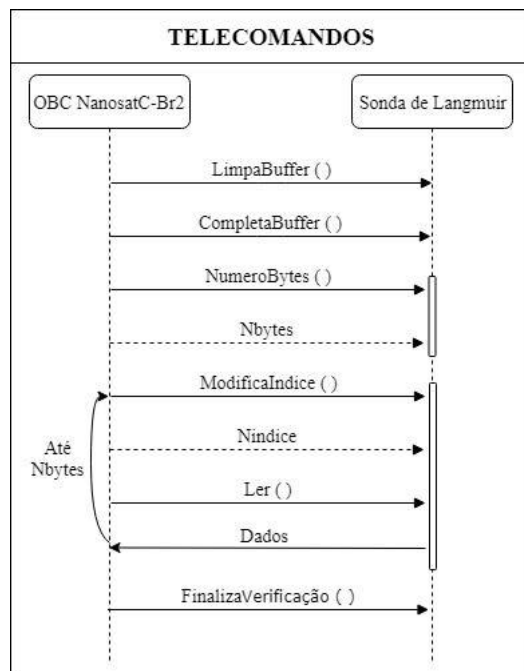 TELECOMANDOS
OBC NanosatC-Br2
Sonda de Langmuir
LimpaBuffer ( )
CompletaBuffer ( )
NumeroBytes ( )
Nbytes
ModificaIndice ( )
Até
Nbytes
Nindice
Ler ( )
Dados
FinalizaVerificação ( )